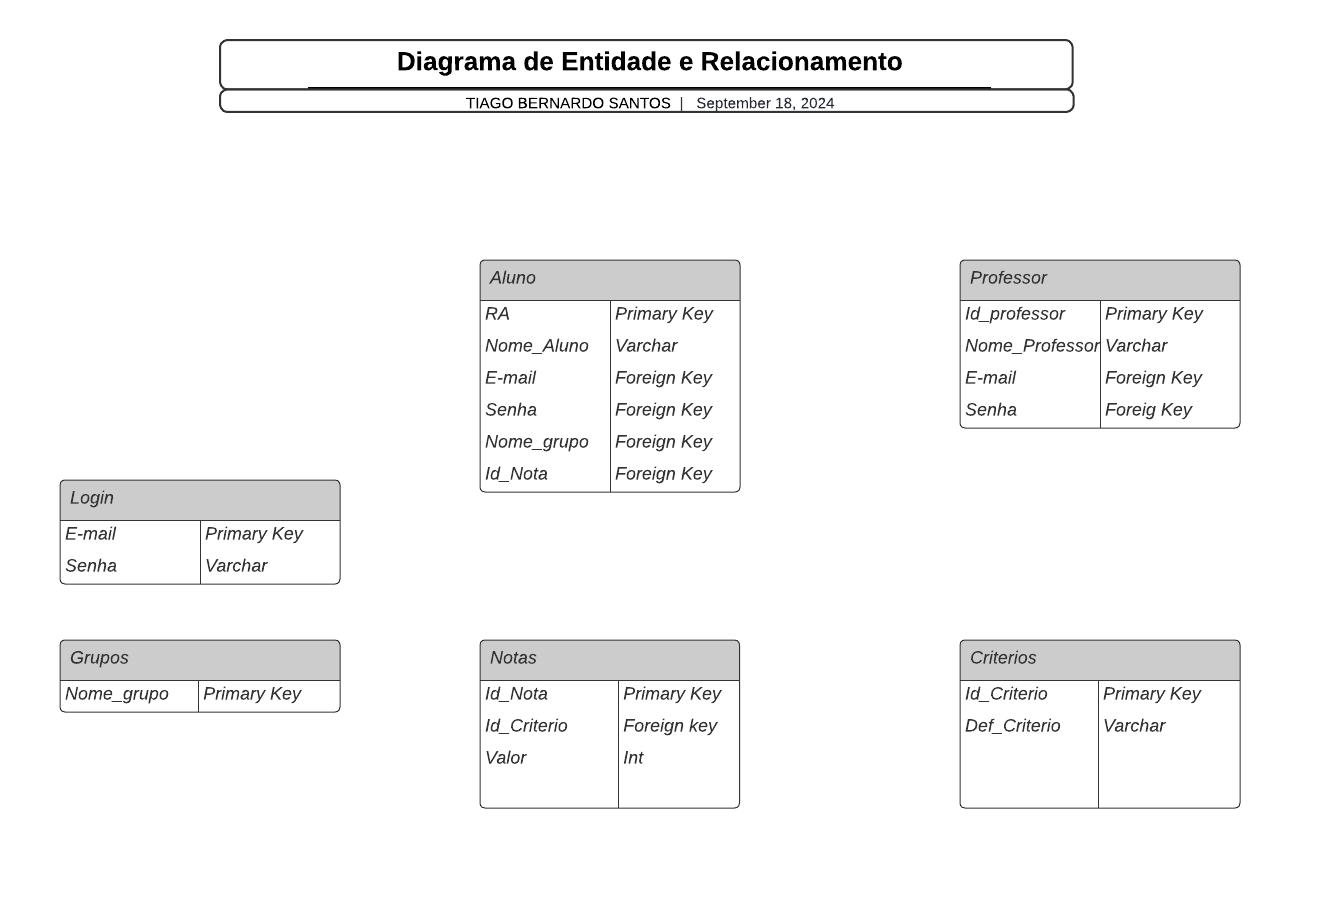 Diagrama de Entidade e Relacionamento
TIAGO BERNARDO SANTOS | September 18, 2024
Aluno
RA Primary Key
Nome_Aluno Varchar
E-mail Foreign Key
Senha Foreign Key
Nome_grupo Foreign Key
Id_Nota Foreign Key
Professor
Id_professor Primary Key
Nome_Professor Varchar
E-mail Foreign Key
Senha Foreig Key
Login
E-mail Primary Key
Senha Varchar
Grupos
Nome_grupo Primary Key
Notas
Id_Nota Primary Key
Id_Criterio Foreign key
Valor Int
Criterios
Id_Criterio Primary Key
Def_Criterio Varchar